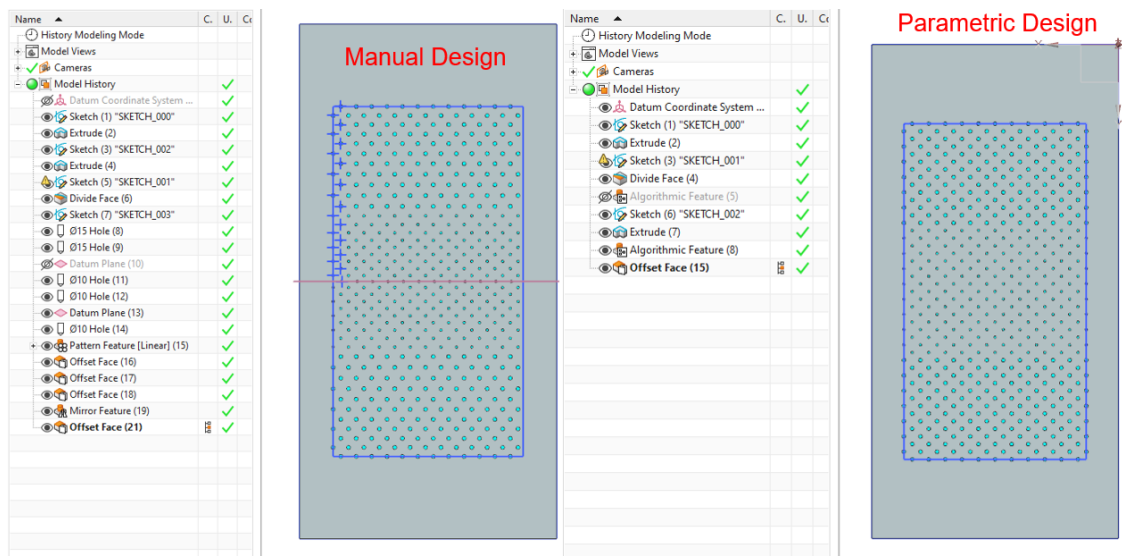 Name C. U. Co
History Modeling Mode
Model Views
Cameras
Model History
Datum Coordinate System ...
Sketch (1) "SKETCH_000"
Extrude (2)
Sketch (3) "SKETCH_002"
Extrude (4)
Sketch (5) "SKETCH_001"
Divide Face (6)
Sketch (7) "SKETCH_003"
Ø15 Hole (8)
Ø15 Hole (9)
Datum Plane (10)
Ø10 Hole (11)
Ø10 Hole (12)
Datum Plane (13)
Ø10 Hole (14)
Pattern Feature [Linear] (15)
Offset Face (16)
Offset Face (17)
Offset Face (18)
Mirror Feature (19)
Offset Face (21)
Manual Design
Name C. U. Co
History Modeling Mode
Model Views
Cameras
Model History
Datum Coordinate System ...
Sketch (1) "SKETCH_000"
Extrude (2)
Sketch (3) "SKETCH_001"
Divide Face (4)
Algorithmic Feature (5)
Sketch (6) "SKETCH_002"
Extrude (7)
Algorithmic Feature (8)
Offset Face (15)
Parametric Design